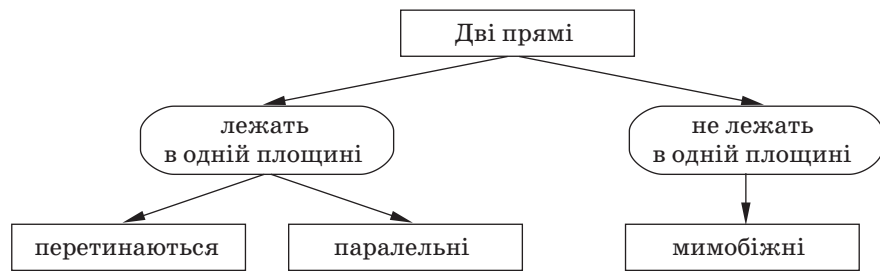 Дві прямі
лежать
в одній площині
не лежать
в одній площині
перетинаються
паралельні
мимобіжні